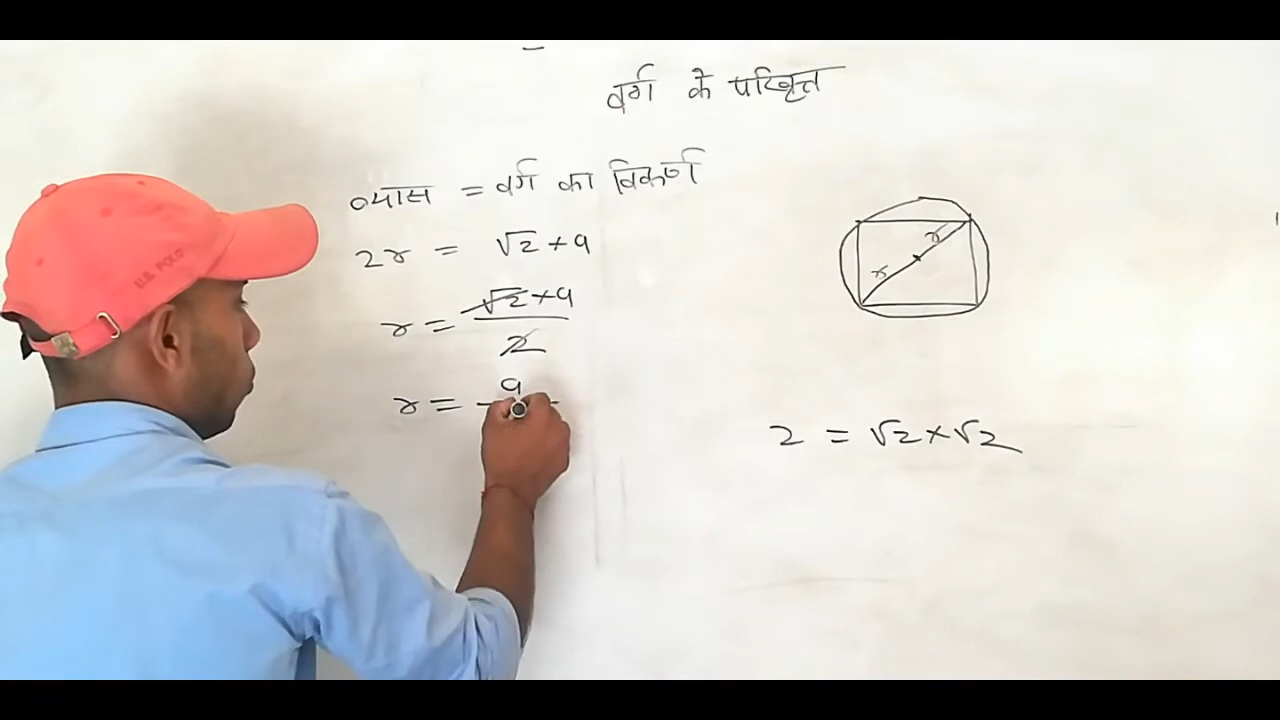 वर्ग के परिवृत्त
व्यास = वर्ग का विकर्ण
2r = √2 × a
r = √2 × a / 2
r = a
r
r
2 = √2 × √2
U.S. POLO